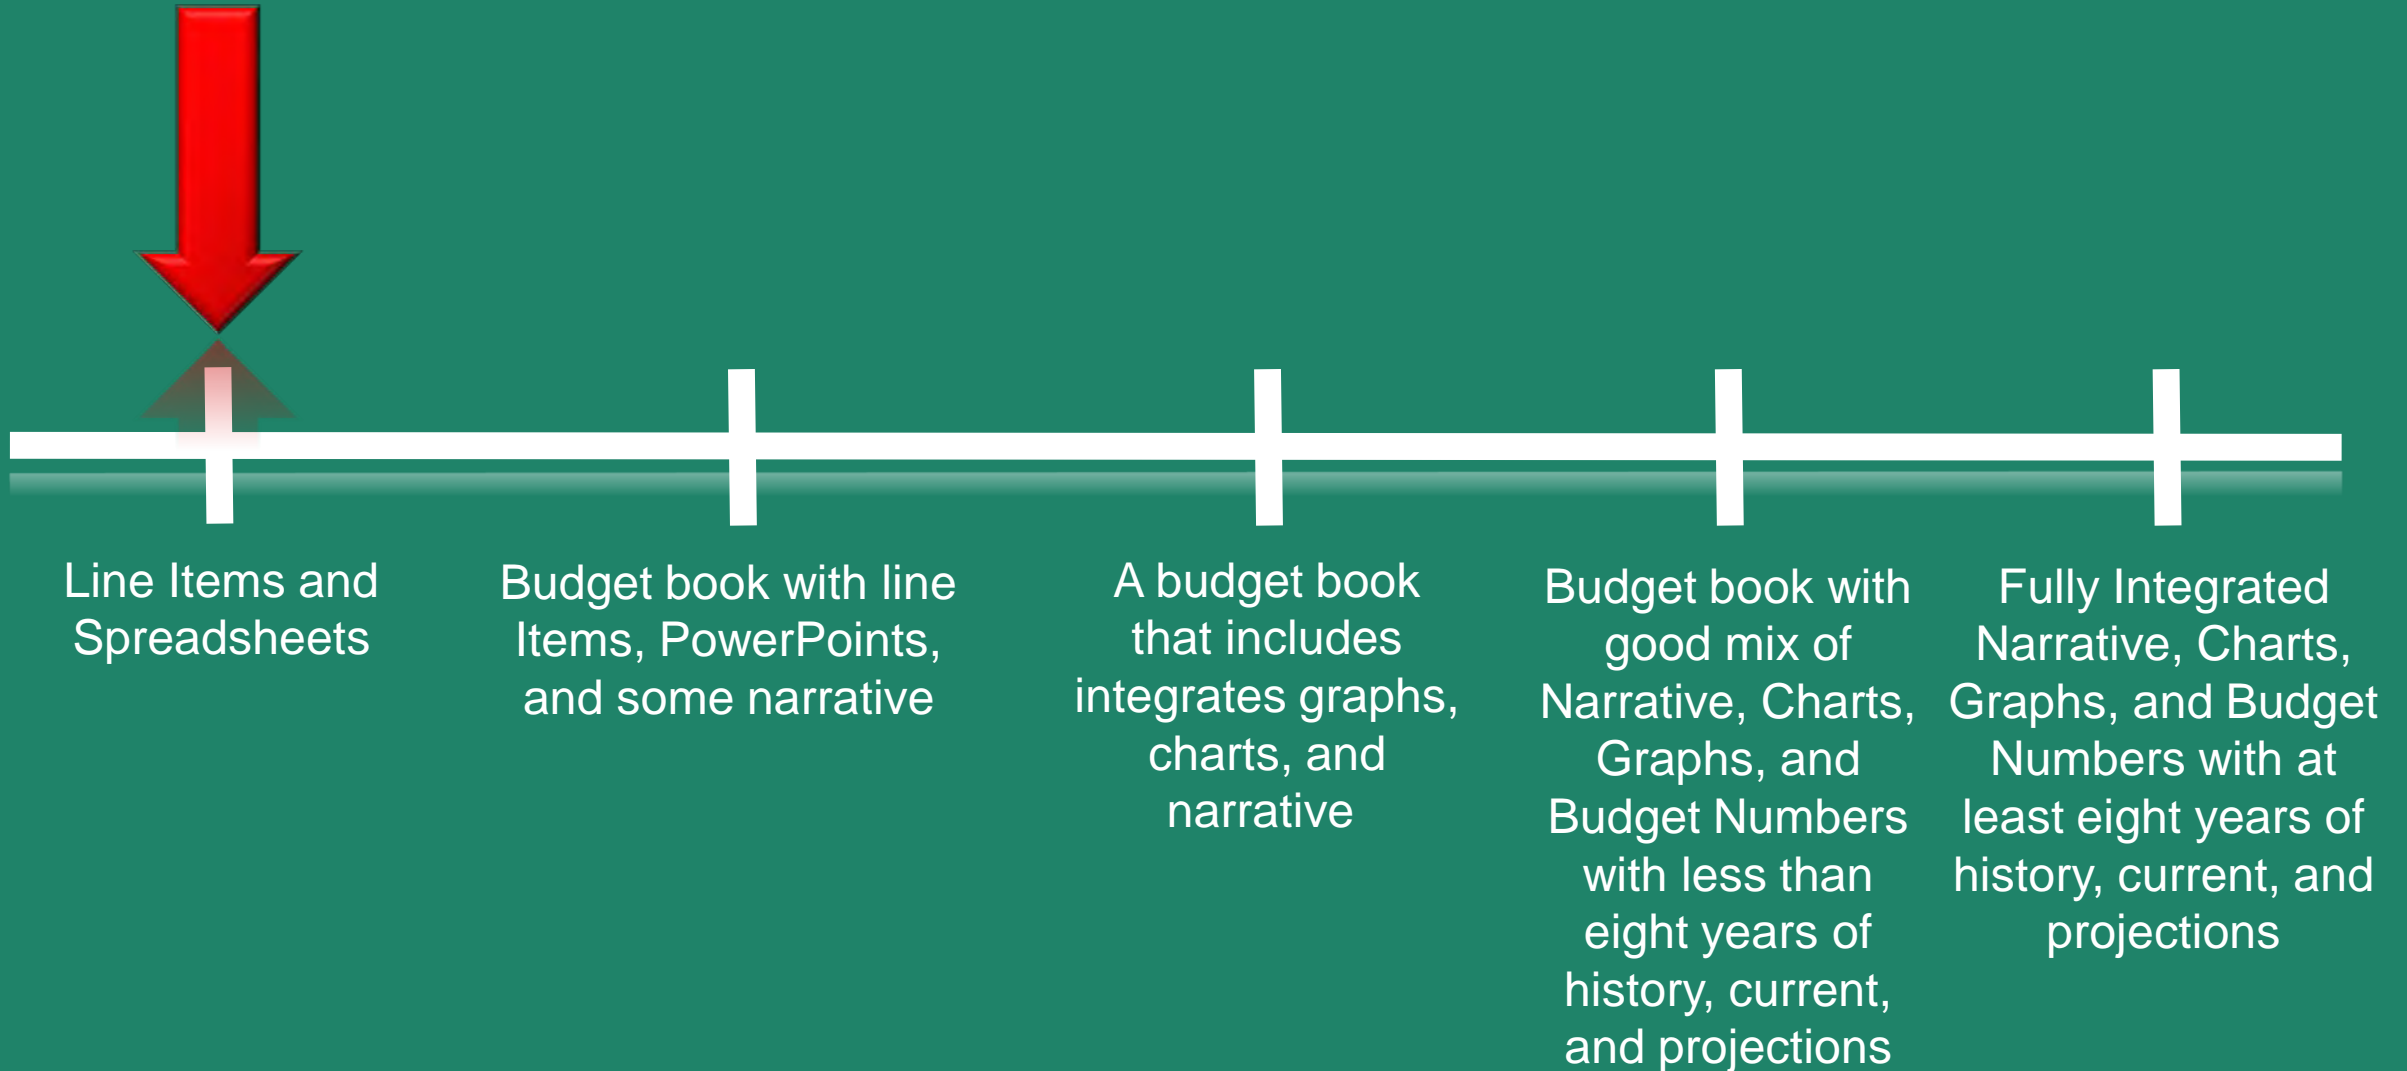 Line Items and
Spreadsheets
Budget book with line
Items, PowerPoints,
and some narrative
A budget book
that includes
integrates graphs,
charts, and
narrative
Budget book with
good mix of
Narrative, Charts,
Graphs, and
Budget Numbers
with less than
eight years of
history, current,
and projections
Fully Integrated
Narrative, Charts,
Graphs, and Budget
Numbers with at
least eight years of
history, current, and
projections